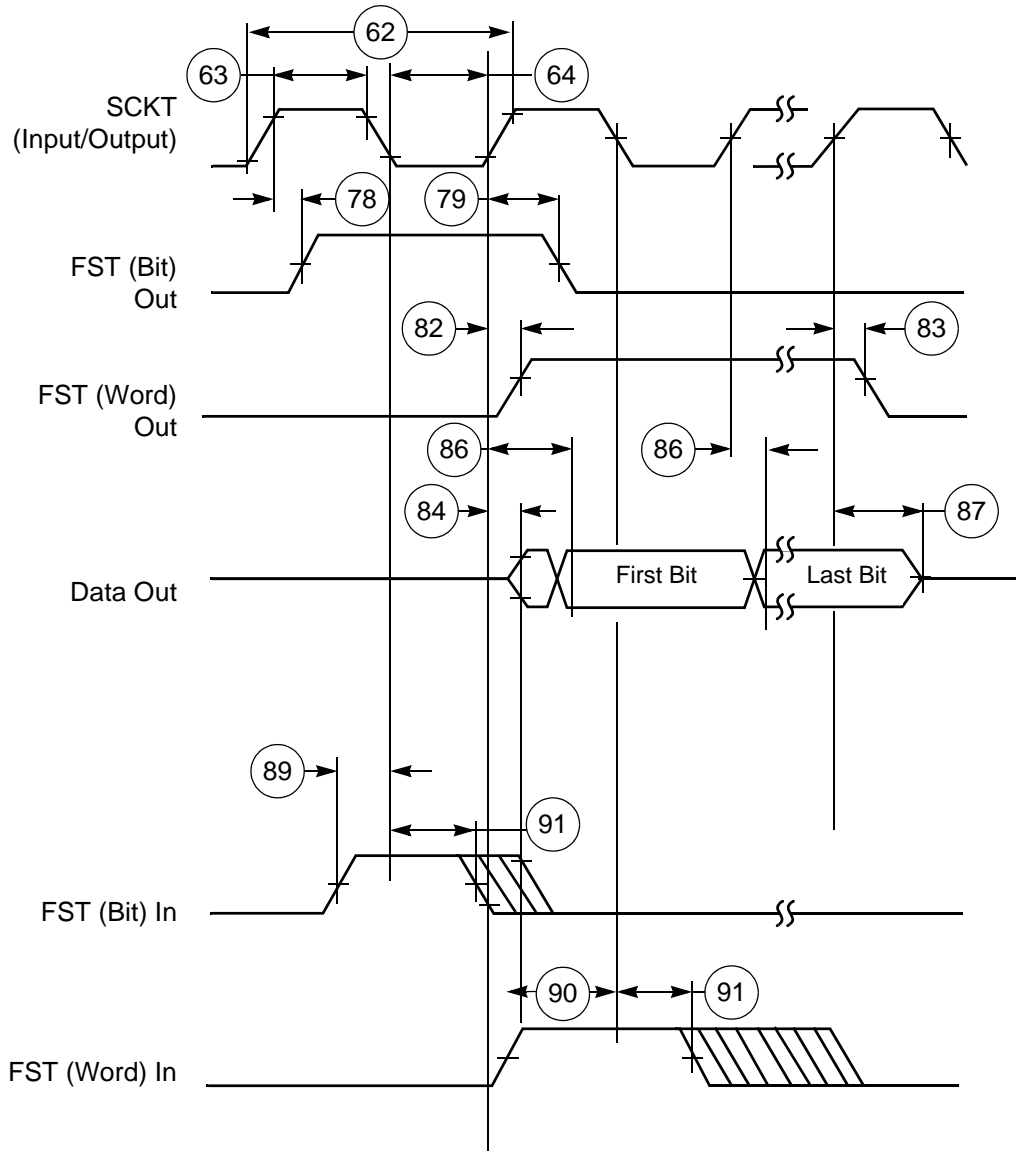 62
63
64
SCKT
(Input/Output)
78
79
FST (Bit)
Out
82
83
FST (Word)
Out
86
86
84
87
Data Out
First Bit
Last Bit
89
91
FST (Bit) In
90
91
FST (Word) In